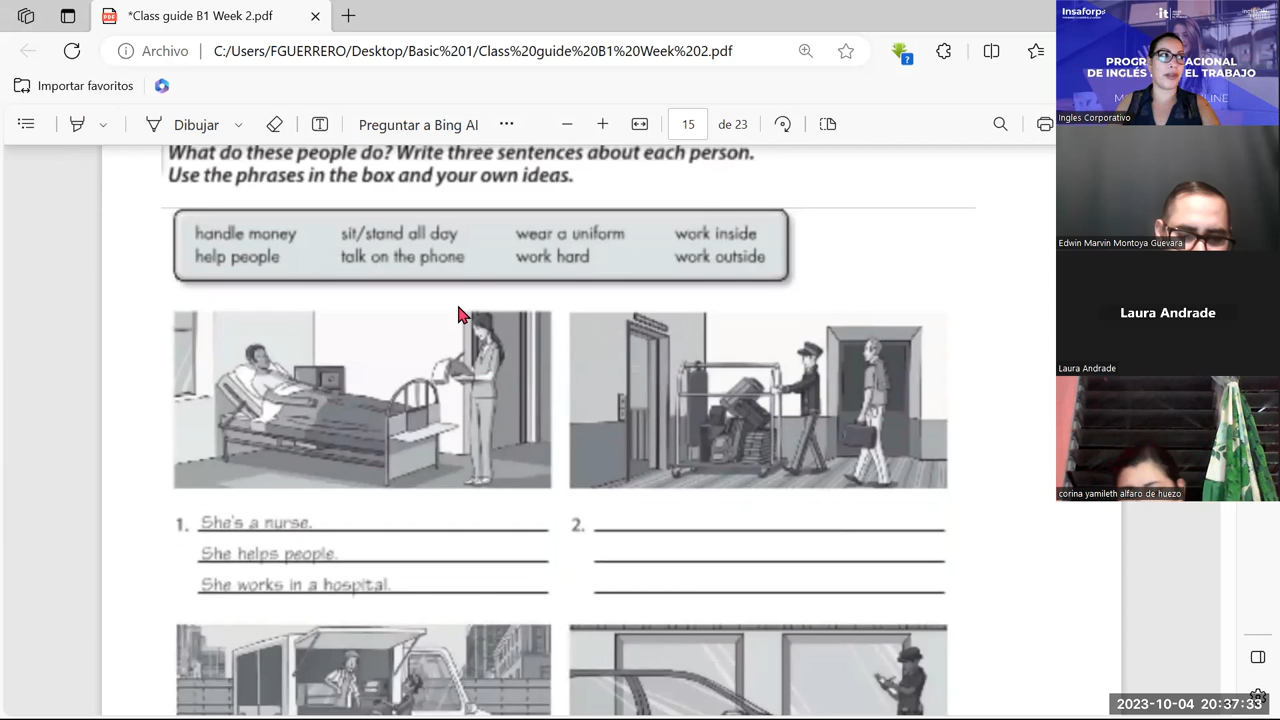 *Class guide B1 Week 2.pdf
Archivo
C:/Users/FGUERRERO/Desktop/Basic%201/Class%20guide%20B1%20Week%202.pdf
Importar favoritos
Dibujar
Preguntar a Bing AI
15
de 23
What do these people do? Write three sentences about each person.
Use the phrases in the box and your own ideas.
handle money sit/stand all day wear a uniform work inside
help people talk on the phone work hard work outside
1. She's a nurse.
She helps people.
She works in a hospital.
2.
Insaforp
Ingles Corporativo
Edwin Marvin Montoya Guevara
Laura Andrade
Laura Andrade
corina yamileth alfaro de huezo
2023-10-04 20:37:33